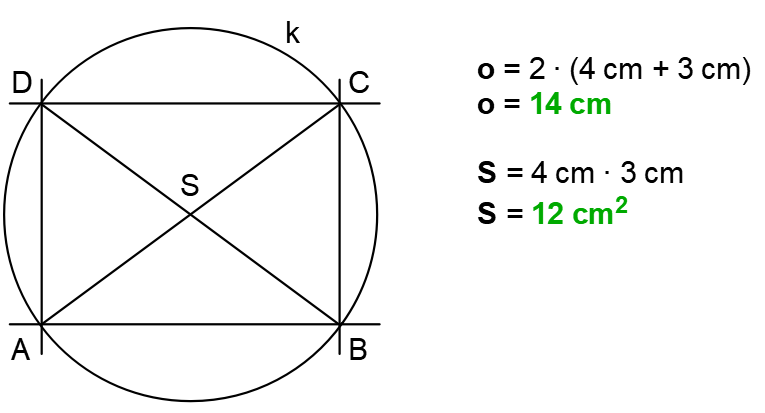 k
D
C
S
A
B
o = 2 · (4 cm + 3 cm)
o = 14 cm
S = 4 cm · 3 cm
S = 12 cm²